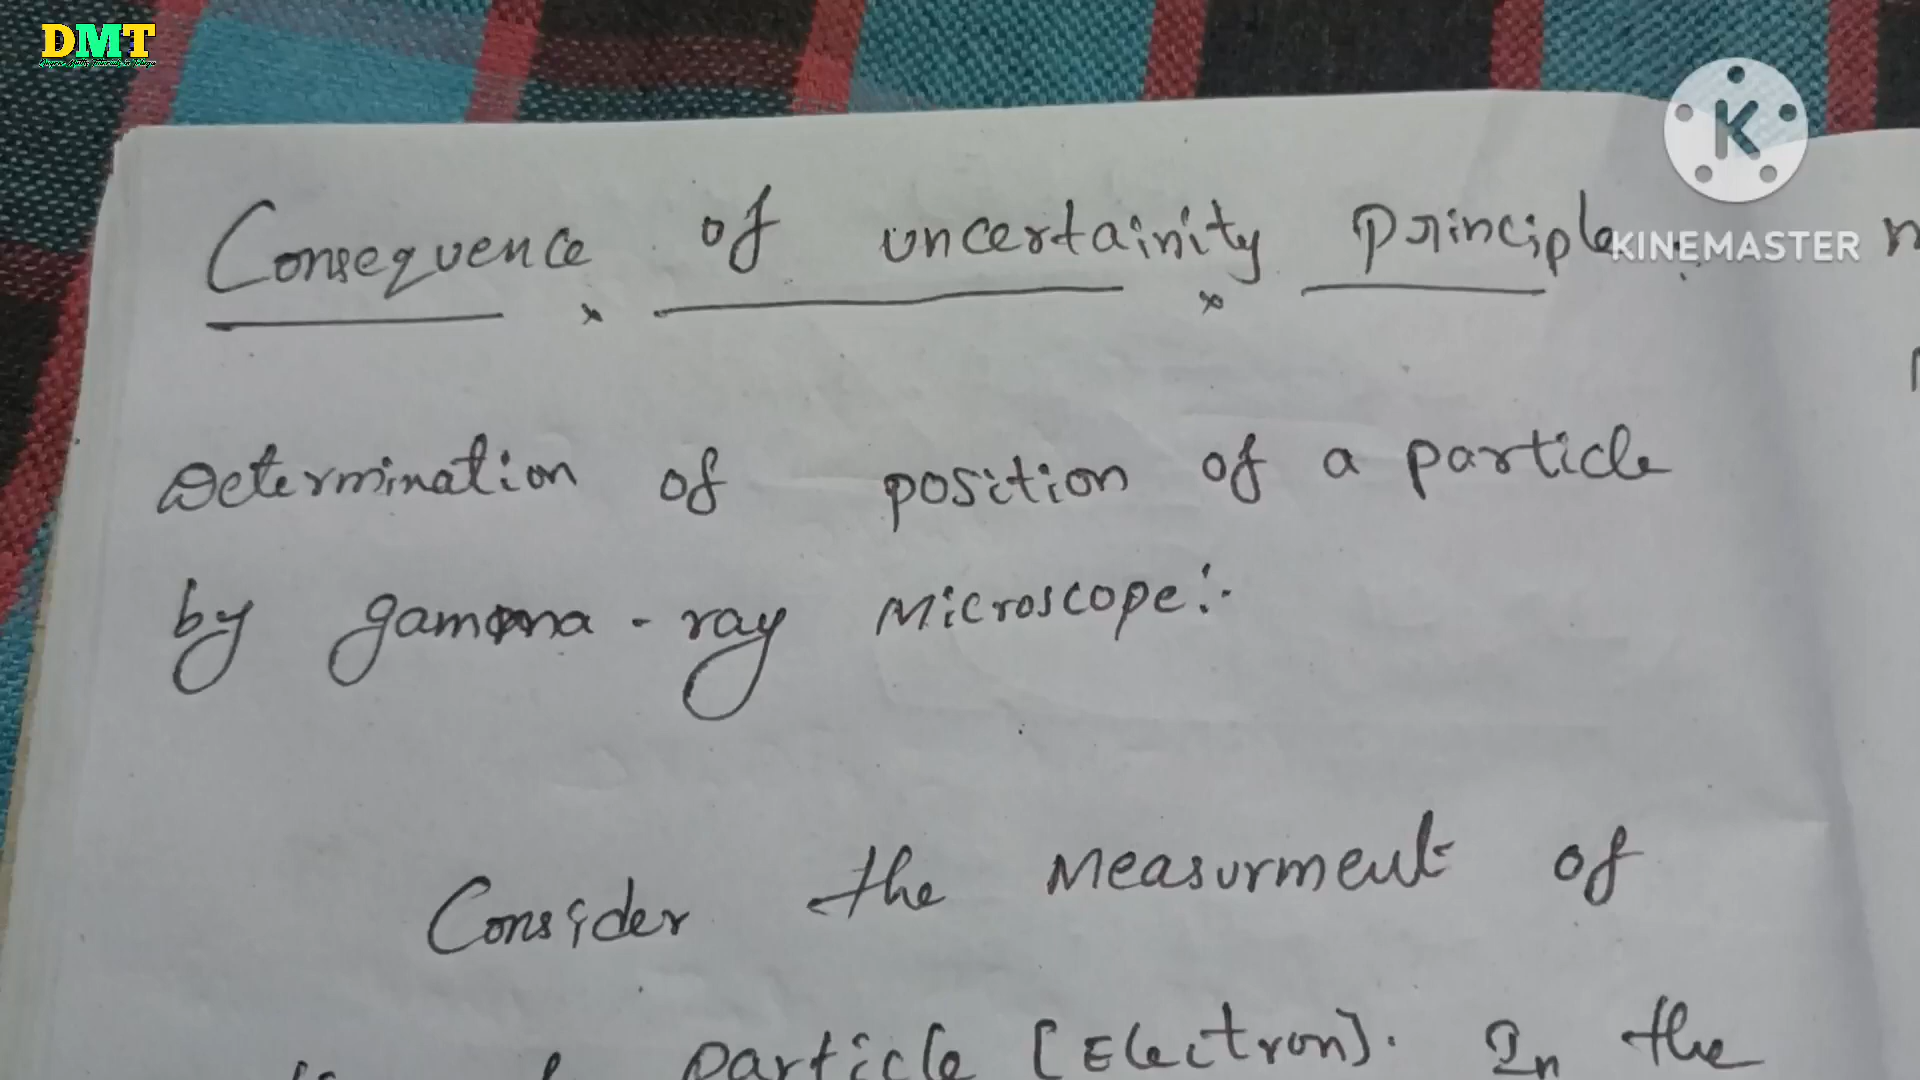 DMT
KINEMASTER
Consequence of uncertainity principle
Determination of position of a particle
by gamma - ray Microscope:-
Consider the Measurment of
particle [Electron]. In the